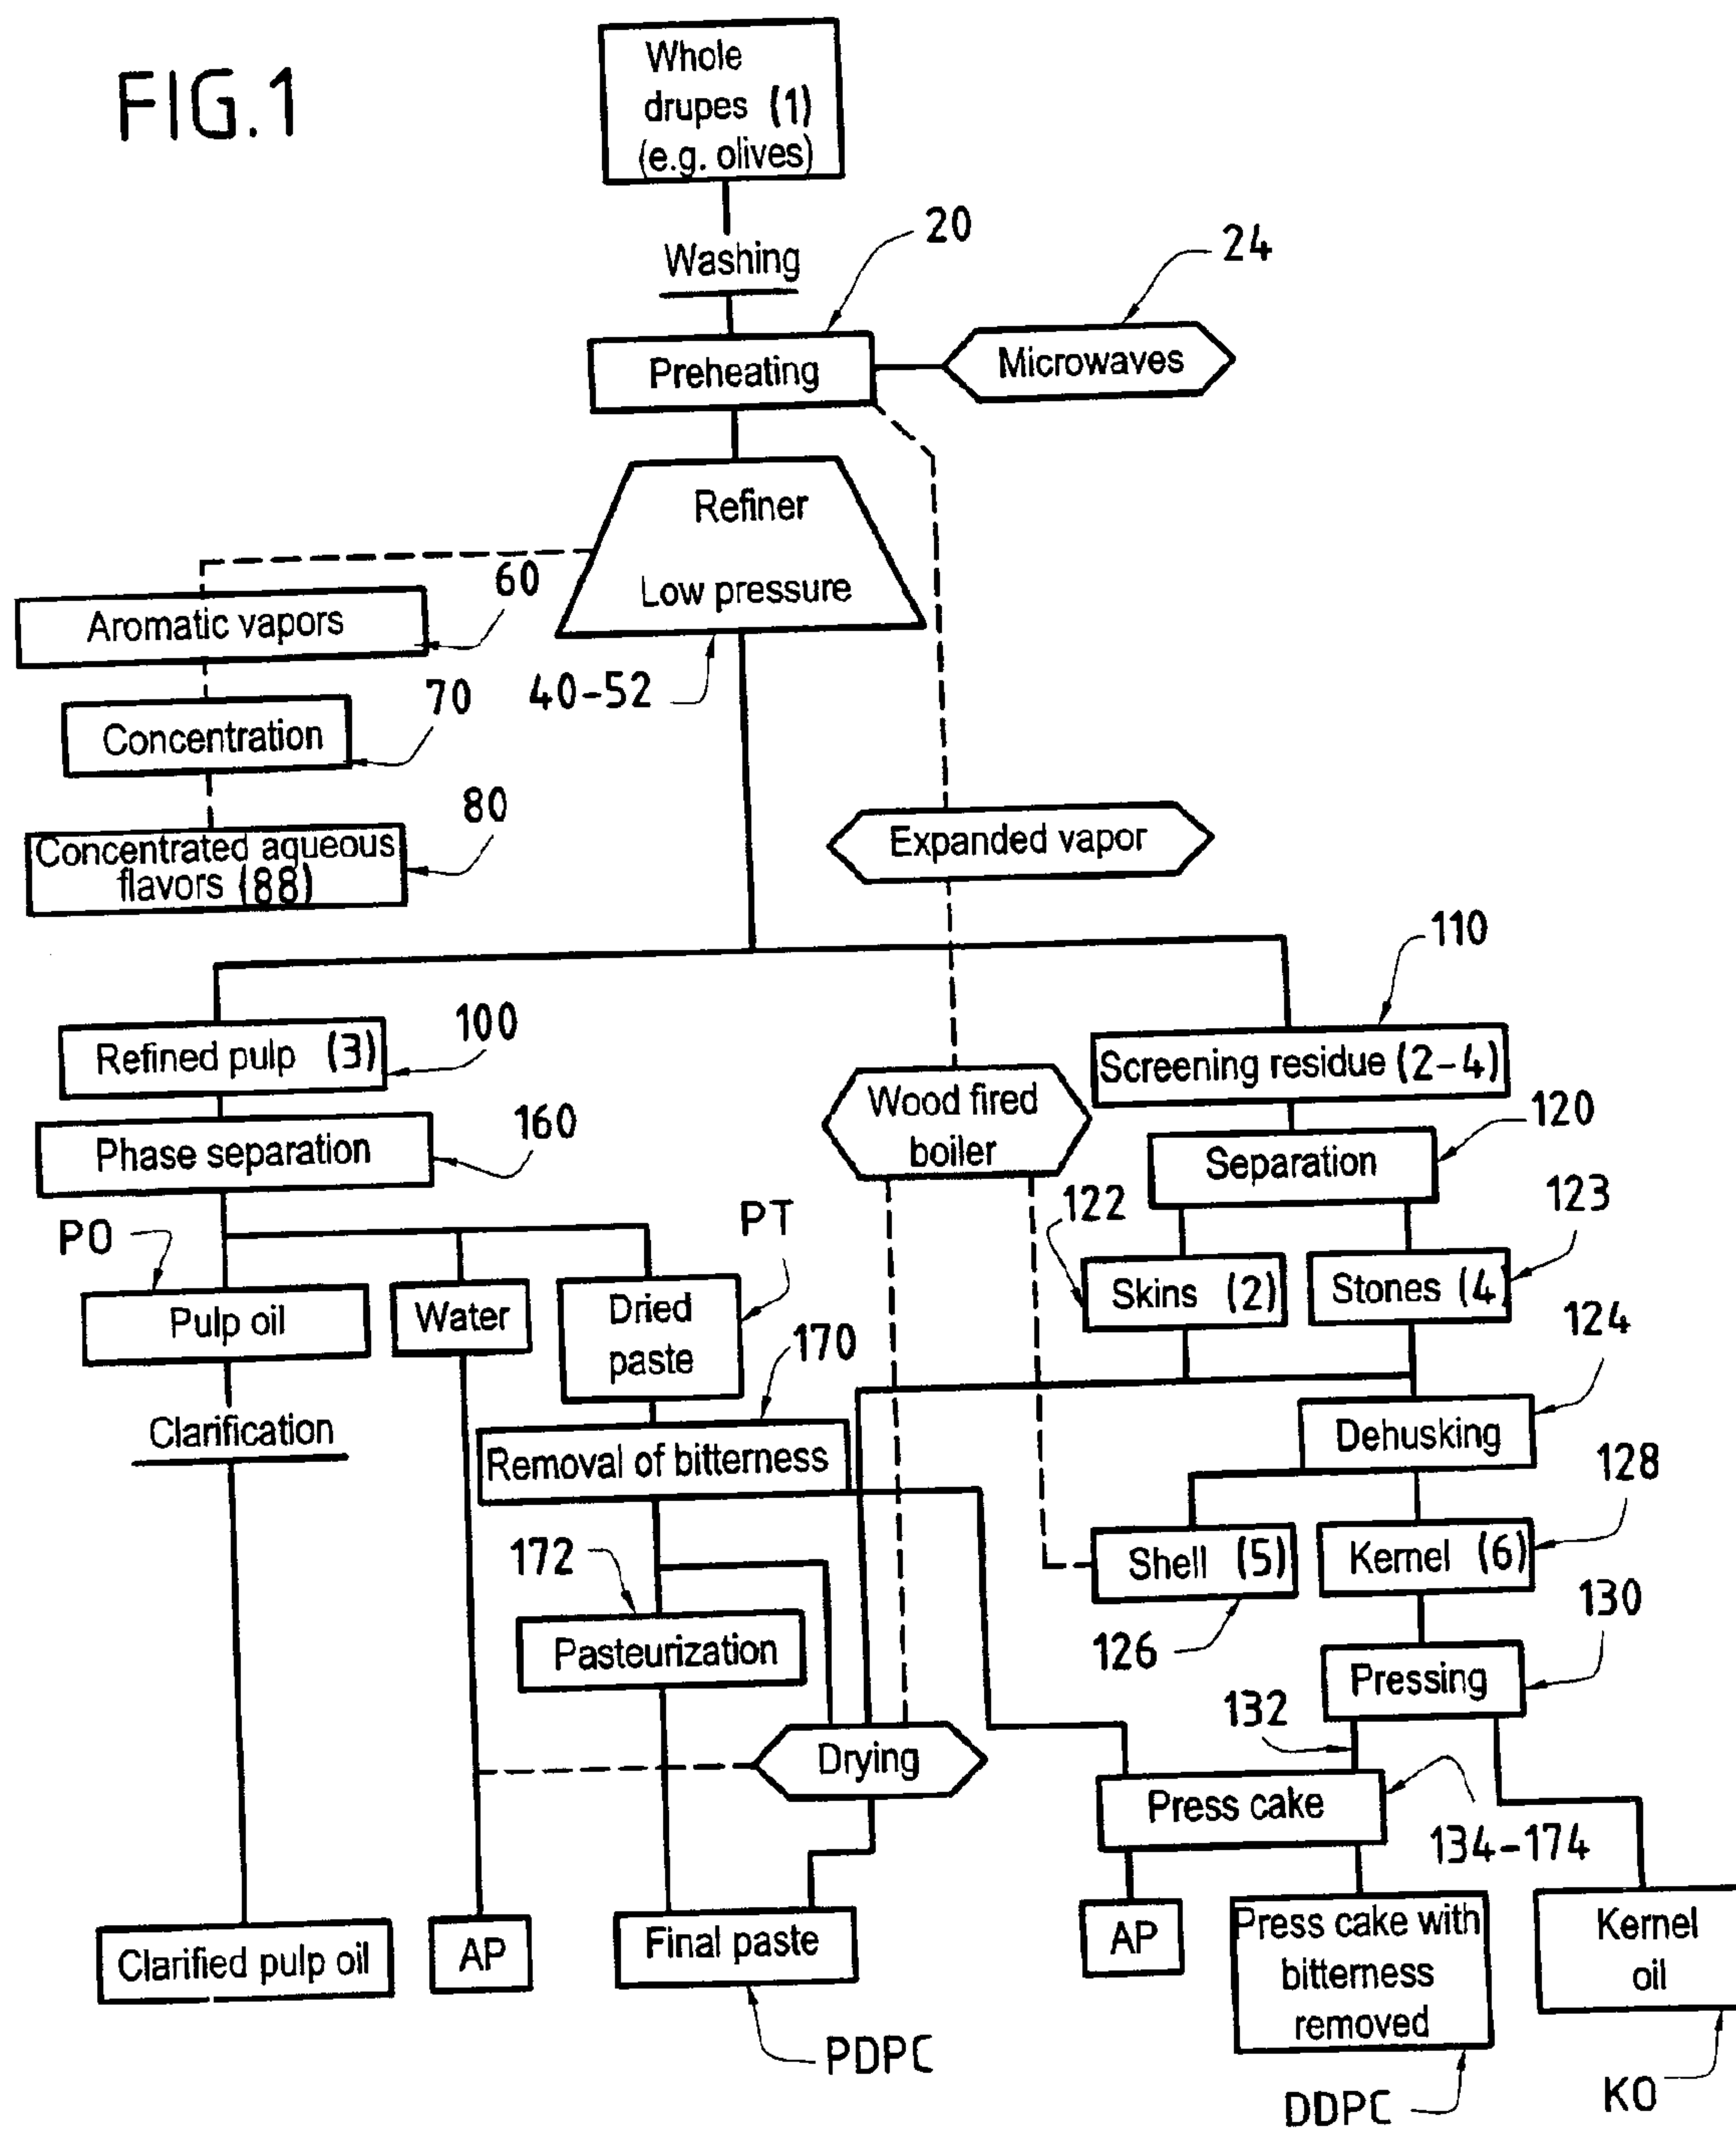 FIG.1
Whole
drupes (1)
(e.g. olives)
Washing
20
24
Preheating
Microwaves
Refiner
Low pressure
60
Aromatic vapors
40-52
70
Concentration
80
Concentrated aqueous
flavors (88)
Expanded vapor
110
100
Refined pulp (3)
Screening residue (2-4)
Wood fired
boiler
160
120
Phase separation
Separation
PO
PT
122
123
Pulp oil
Water
Dried
paste
Skins (2)
Stones (4)
170
124
Clarification
Dehusking
Removal of bitterness
128
172
Shell (5)
Kernel (6)
126
130
Pasteurization
Pressing
132
Drying
Press cake
134-174
Clarified pulp oil
AP
Final paste
AP
Press cake with
bitterness
removed
Kernel
oil
PDPC
DDPC
KO